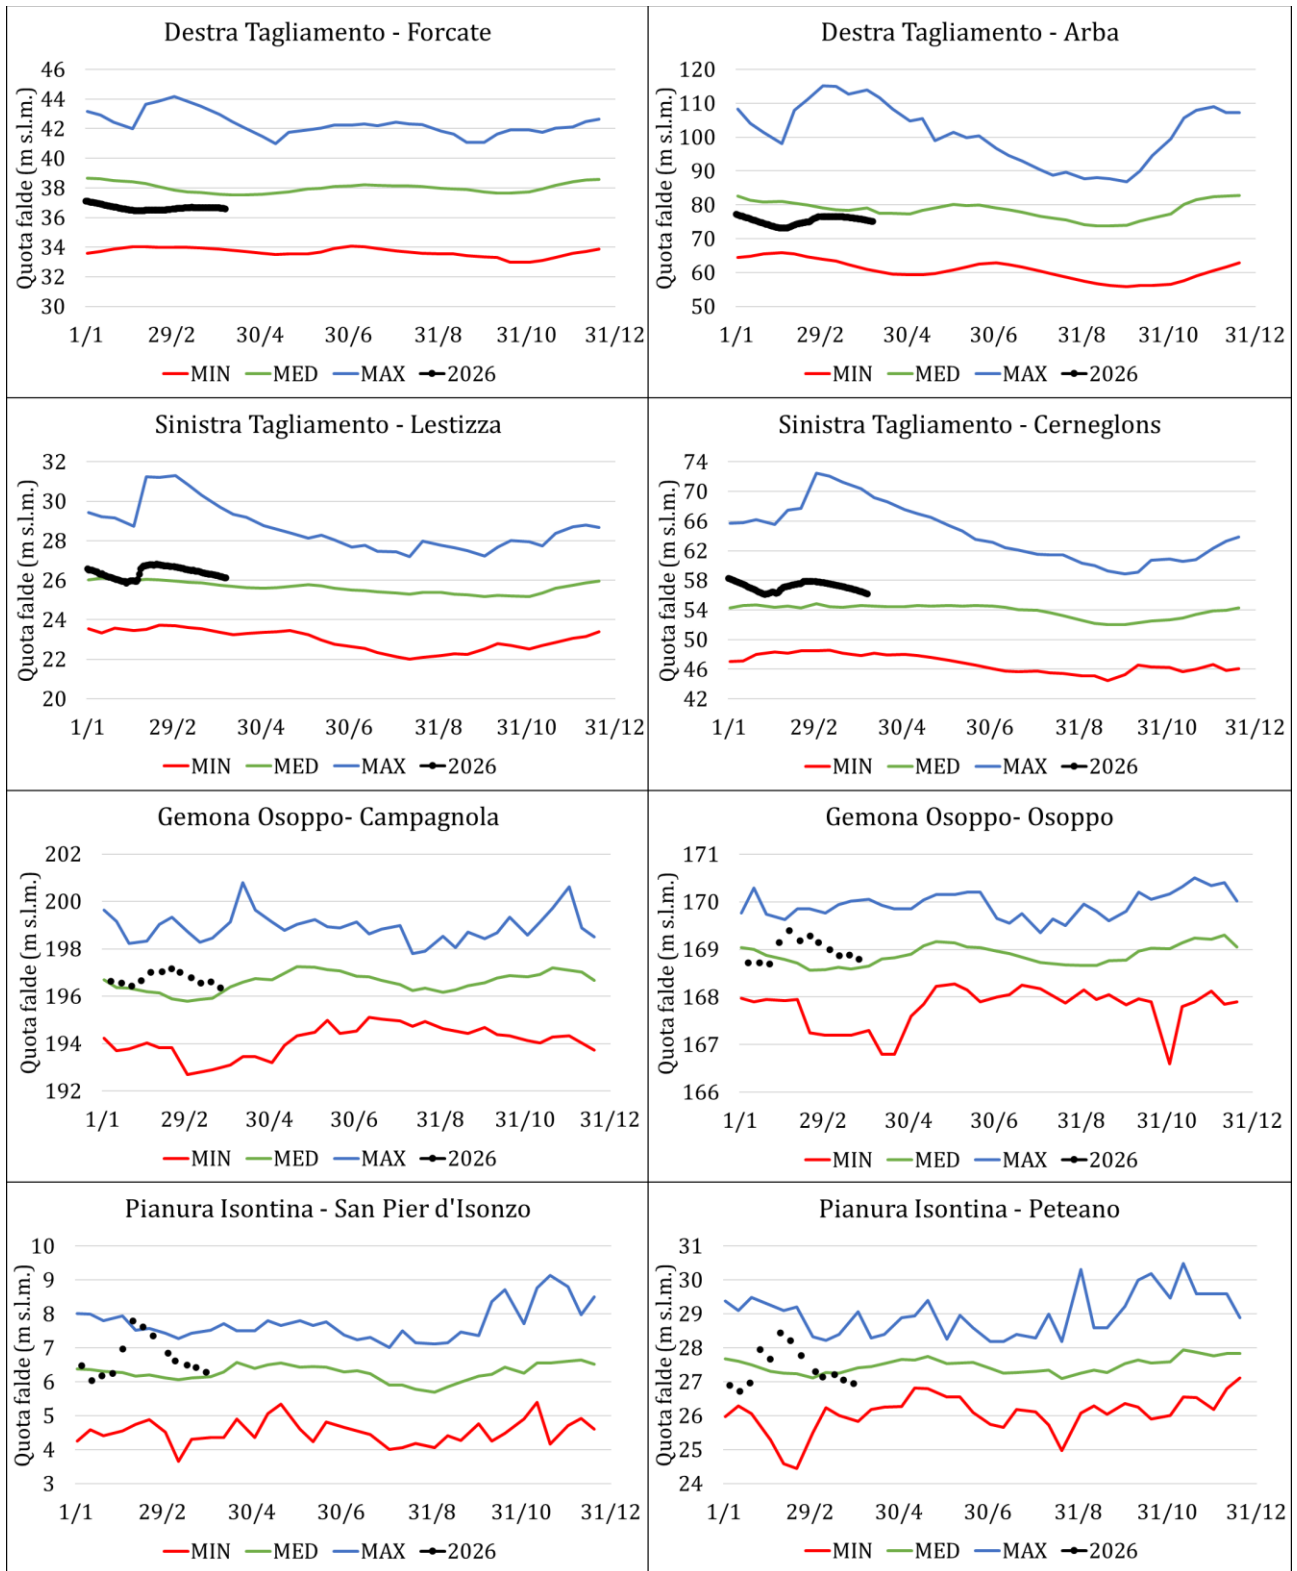 Destra Tagliamento - Forcate
Quota falde (m s.l.m.)
46
44
42
40
38
36
34
32
30
1/1 29/2 30/4 30/6 31/8 31/10 31/12
MIN MED MAX 2026
Destra Tagliamento - Arba
Quota falde (m s.l.m.)
120
110
100
90
80
70
60
50
1/1 29/2 30/4 30/6 31/8 31/10 31/12
MIN MED MAX 2026
Sinistra Tagliamento - Lestizza
Quota falde (m s.l.m.)
32
30
28
26
24
22
20
1/1 29/2 30/4 30/6 31/8 31/10 31/12
MIN MED MAX 2026
Sinistra Tagliamento - Cerneglons
Quota falde (m s.l.m.)
74
70
66
62
58
54
50
46
42
1/1 29/2 30/4 30/6 31/8 31/10 31/12
MIN MED MAX 2026
Gemona Osoppo- Campagnola
Quota falde (m s.l.m.)
202
200
198
196
194
192
1/1 29/2 30/4 30/6 31/8 31/10 31/12
MIN MED MAX 2026
Gemona Osoppo- Osoppo
Quota falde (m s.l.m.)
171
170
169
168
167
166
1/1 29/2 30/4 30/6 31/8 31/10 31/12
MIN MED MAX 2026
Pianura Isontina - San Pier d'Isonzo
Quota falde (m s.l.m.)
10
9
8
7
6
5
4
3
1/1 29/2 30/4 30/6 31/8 31/10 31/12
MIN MED MAX 2026
Pianura Isontina - Peteano
Quota falde (m s.l.m.)
31
30
29
28
27
26
25
24
1/1 29/2 30/4 30/6 31/8 31/10 31/12
MIN MED MAX 2026